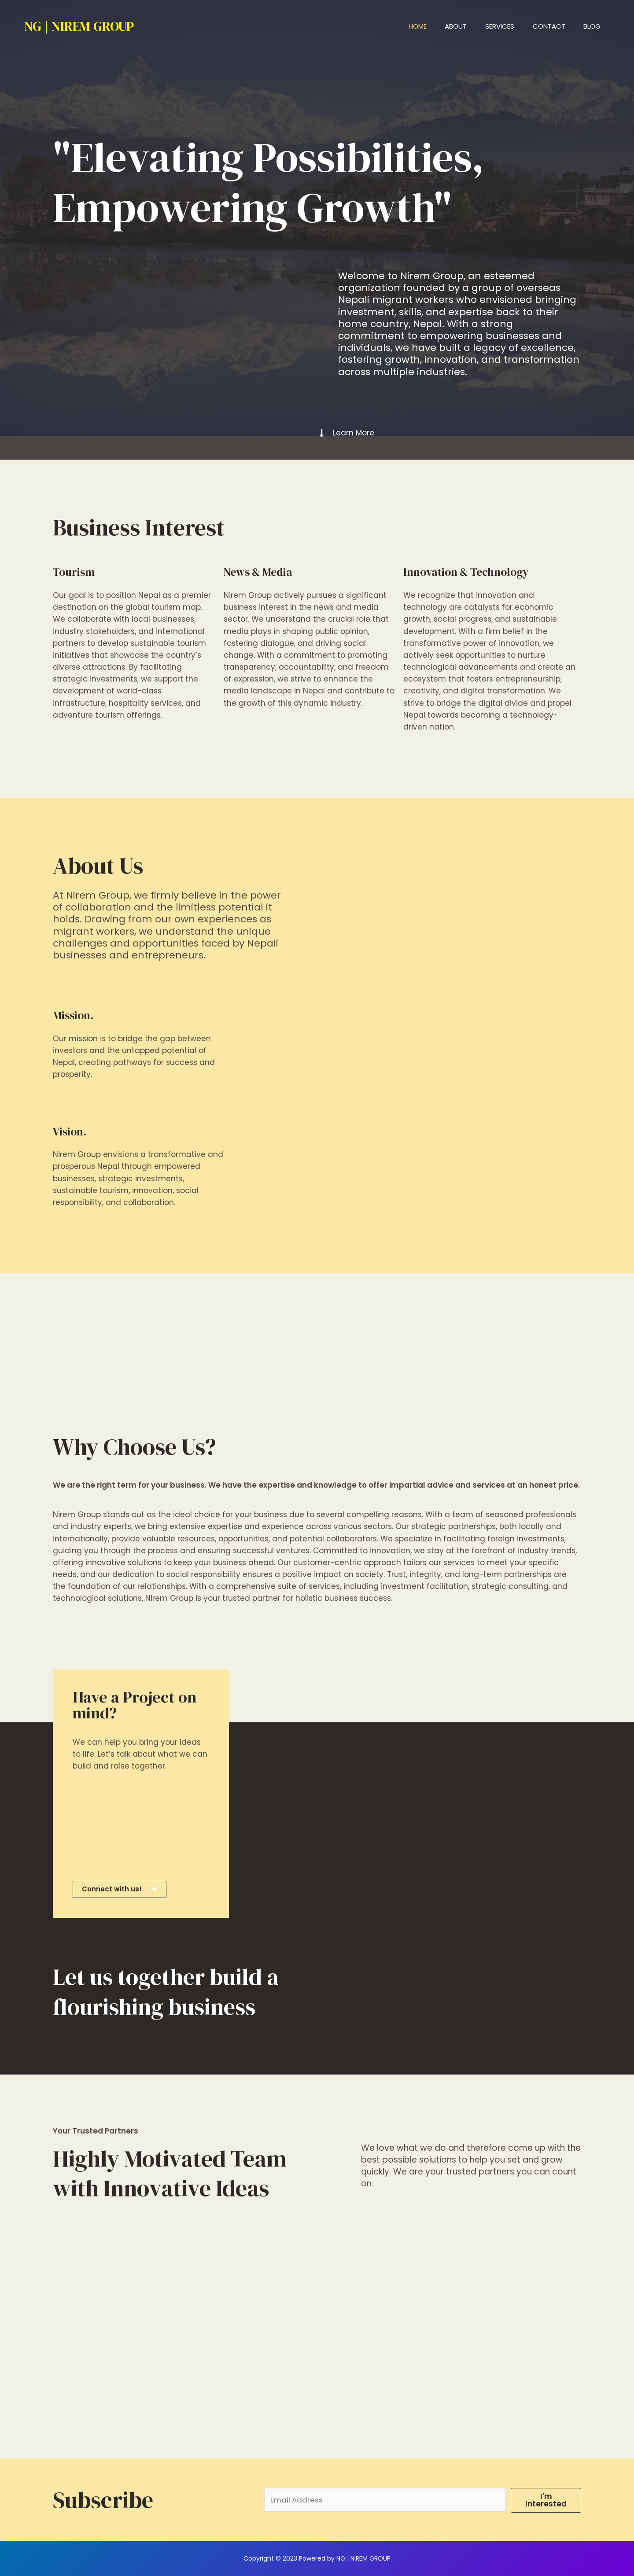 NG | NIREM GROUP
HOME ABOUT SERVICES CONTACT BLOG
"Elevating Possibilities,
Empowering Growth"
Welcome to Nirem Group, an esteemed
organization founded by a group of overseas
Nepali migrant workers who envisioned bringing
investment, skills, and expertise back to their
home country, Nepal. With a strong
commitment to empowering businesses and
individuals, we have built a legacy of excellence,
fostering growth, innovation, and transformation
across multiple industries.
Learn More
Business Interest
Tourism
Our goal is to position Nepal as a premier
destination on the global tourism map.
We collaborate with local businesses,
industry stakeholders, and international
partners to develop sustainable tourism
initiatives that showcase the country's
diverse attractions. By facilitating
strategic investments, we support the
development of world-class
infrastructure, hospitality services, and
adventure tourism offerings.
News & Media
Nirem Group actively pursues a significant
business interest in the news and media
sector. We understand the crucial role that
media plays in shaping public opinion,
fostering dialogue, and driving social
change. With a commitment to promoting
transparency, accountability, and freedom
of expression, we strive to enhance the
media landscape in Nepal and contribute to
the growth of this dynamic industry.
Innovation & Technology
We recognize that innovation and
technology are catalysts for economic
growth, social progress, and sustainable
development. With a firm belief in the
transformative power of innovation, we
actively seek opportunities to nurture
technological advancements and create an
ecosystem that fosters entrepreneurship,
creativity, and digital transformation. We
strive to bridge the digital divide and propel
Nepal towards becoming a technology-
driven nation.
About Us
At Nirem Group, we firmly believe in the power
of collaboration and the limitless potential it
holds. Drawing from our own experiences as
migrant workers, we understand the unique
challenges and opportunities faced by Nepali
businesses and entrepreneurs.
Mission.
Our mission is to bridge the gap between
investors and the untapped potential of
Nepal, creating pathways for success and
prosperity.
Vision.
Nirem Group envisions a transformative and
prosperous Nepal through empowered
businesses, strategic investments,
sustainable tourism, innovation, social
responsibility, and collaboration.
Why Choose Us?
We are the right term for your business. We have the expertise and knowledge to offer impartial advice and services at an honest price.
Nirem Group stands out as the ideal choice for your business due to several compelling reasons. With a team of seasoned professionals
and industry experts, we bring extensive expertise and experience across various sectors. Our strategic partnerships, both locally and
internationally, provide valuable resources, opportunities, and potential collaborators. We specialize in facilitating foreign investments,
guiding you through the process and ensuring successful ventures. Committed to innovation, we stay at the forefront of industry trends,
offering innovative solutions to keep your business ahead. Our customer-centric approach tailors our services to meet your specific
needs, and our dedication to social responsibility ensures a positive impact on society. Trust, integrity, and long-term partnerships are
the foundation of our relationships. With a comprehensive suite of services, including investment facilitation, strategic consulting, and
technological solutions, Nirem Group is your trusted partner for holistic business success.
Have a Project on
mind?
We can help you bring your ideas
to life. Let's talk about what we can
build and raise together.
Connect with us!
Let us together build a
flourishing business
Your Trusted Partners
Highly Motivated Team
with Innovative Ideas
We love what we do and therefore come up with the
best possible solutions to help you set and grow
quickly. We are your trusted partners you can count
on.
Subscribe
Email Address
I'm
Interested
Copyright © 2023 Powered by NG | NIREM GROUP